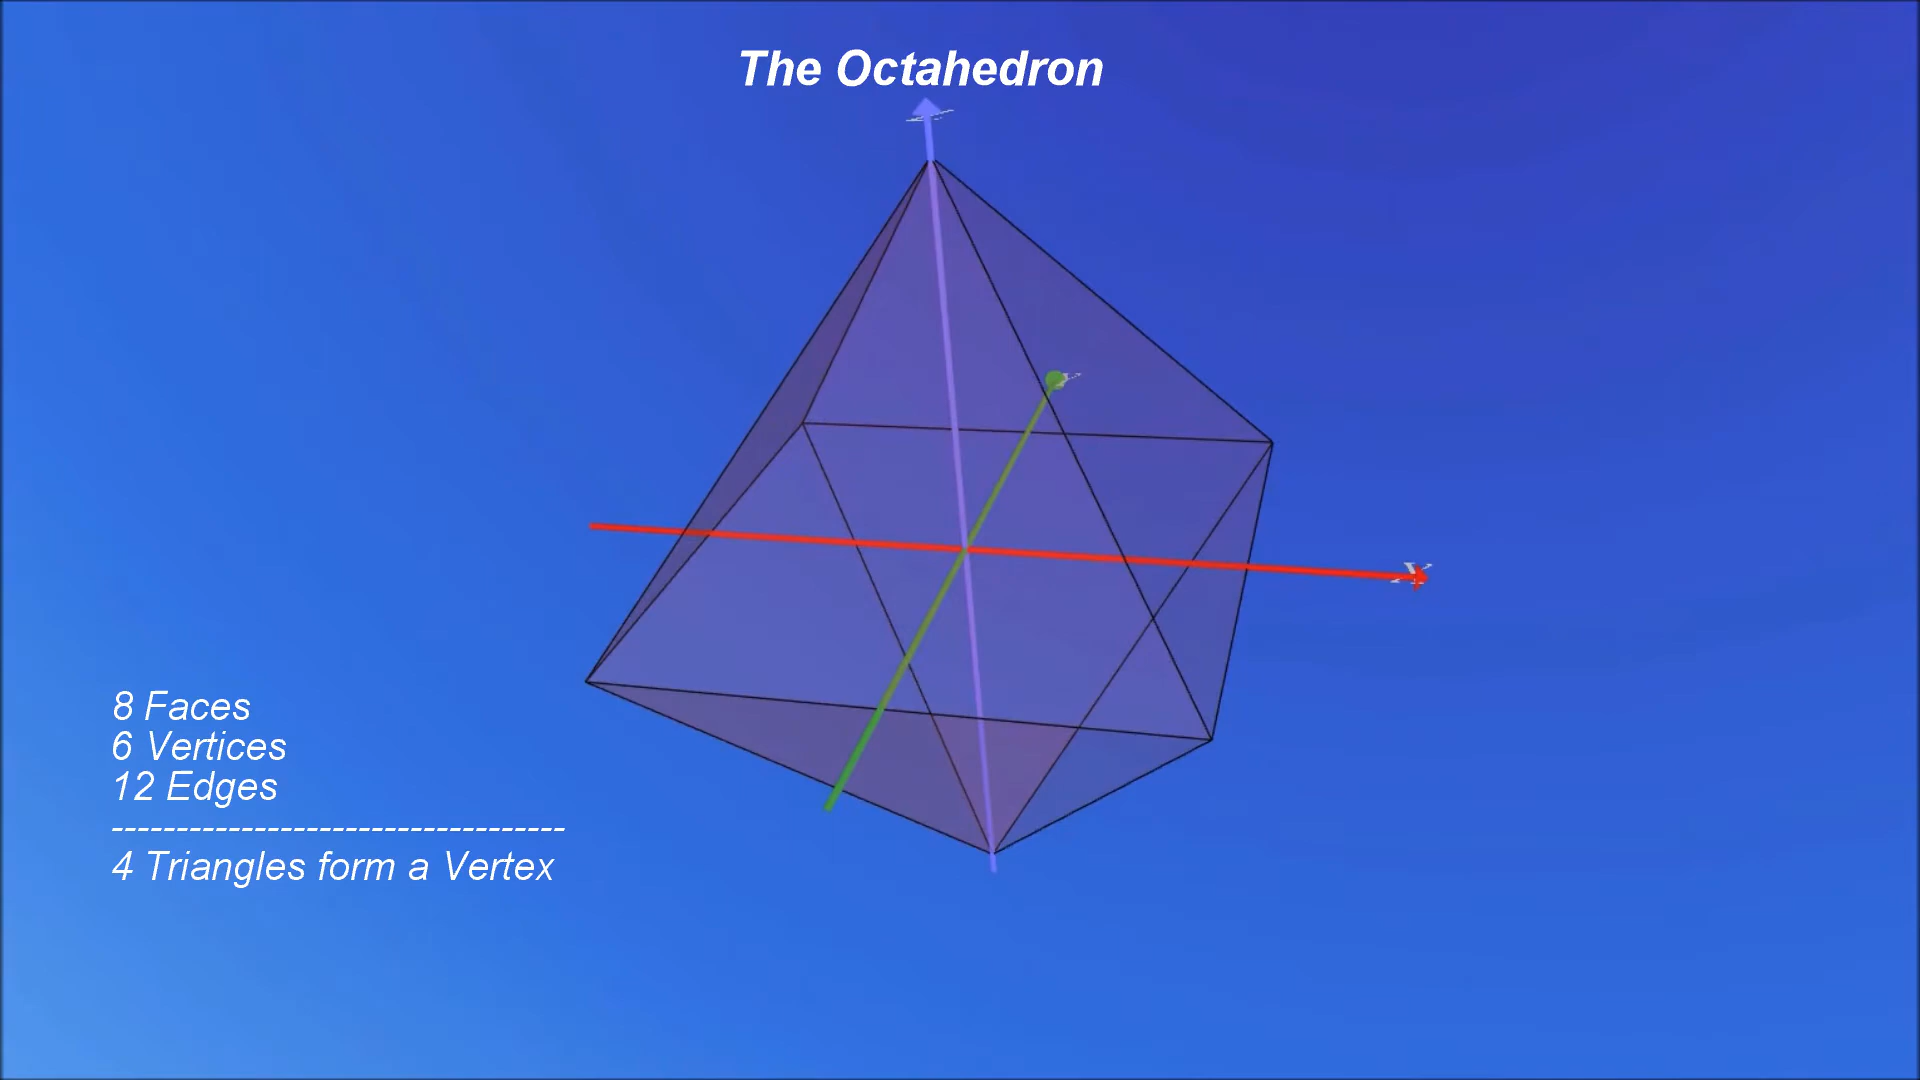 The Octahedron
8 Faces
6 Vertices
12 Edges
-----------------------------------
4 Triangles form a Vertex